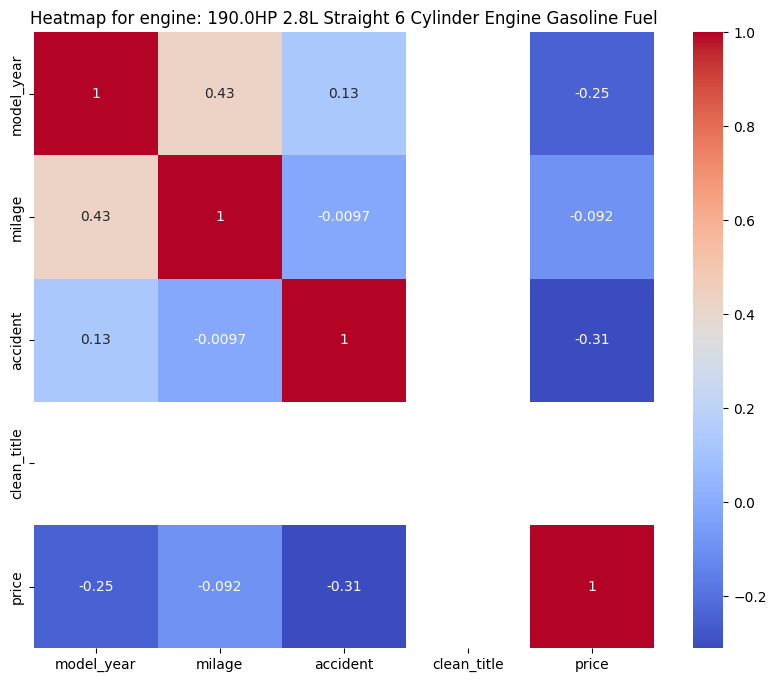 Heatmap for engine: 190.0HP 2.8L Straight 6 Cylinder Engine Gasoline Fuel
model_year 1 0.43 0.13 -0.25
milage 0.43 1 -0.0097 -0.092
accident 0.13 -0.0097 1 -0.31
clean_title
price -0.25 -0.092 -0.31 1
model_year milage accident clean_title price
1.0
0.8
0.6
0.4
0.2
0.0
−0.2